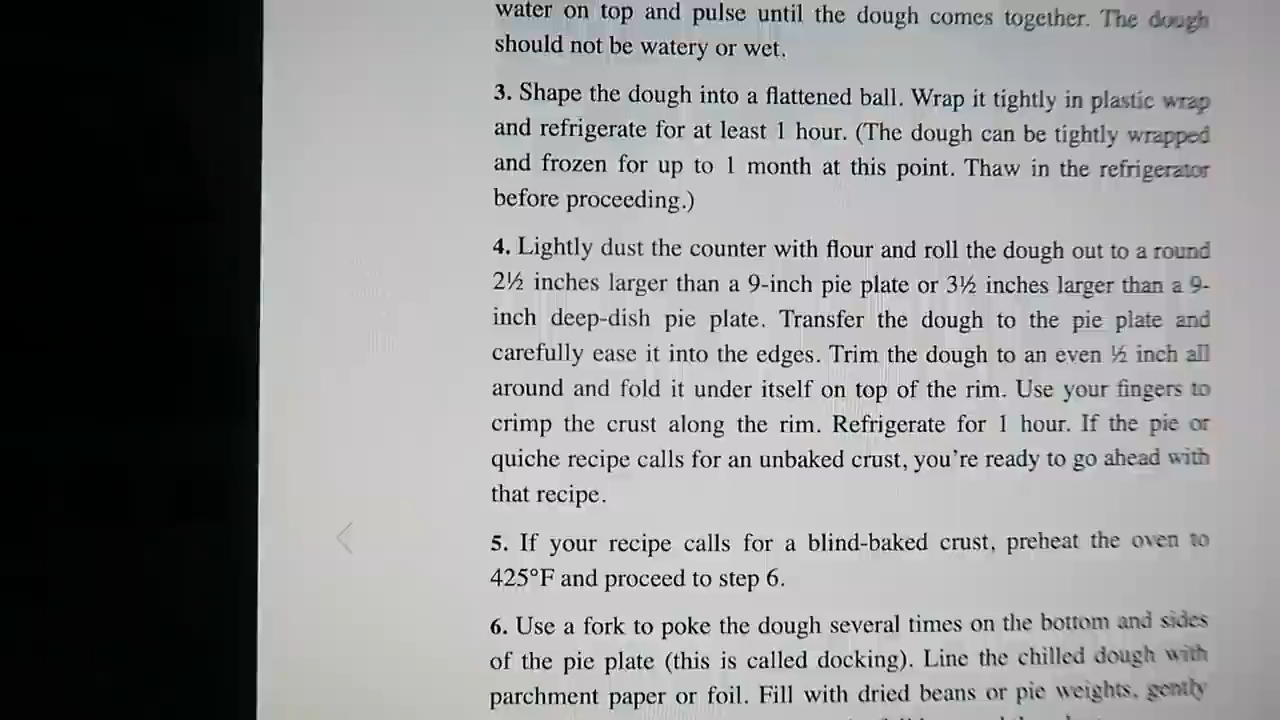 water on top and pulse until the dough comes together. The dough
should not be watery or wet.
3. Shape the dough into a flattened ball. Wrap it tightly in plastic wrap
and refrigerate for at least 1 hour. (The dough can be tightly wrapped
and frozen for up to 1 month at this point. Thaw in the refrigerator
before proceeding.)
4. Lightly dust the counter with flour and roll the dough out to a round
2½ inches larger than a 9-inch pie plate or 3½ inches larger than a 9-
inch deep-dish pie plate. Transfer the dough to the pie plate and
carefully ease it into the edges. Trim the dough to an even ½ inch all
around and fold it under itself on top of the rim. Use your fingers to
crimp the crust along the rim. Refrigerate for 1 hour. If the pie or
quiche recipe calls for an unbaked crust, you’re ready to go ahead with
that recipe.
5. If your recipe calls for a blind-baked crust, preheat the oven to
425°F and proceed to step 6.
6. Use a fork to poke the dough several times on the bottom and sides
of the pie plate (this is called docking). Line the chilled dough with
parchment paper or foil. Fill with dried beans or pie weights, gently